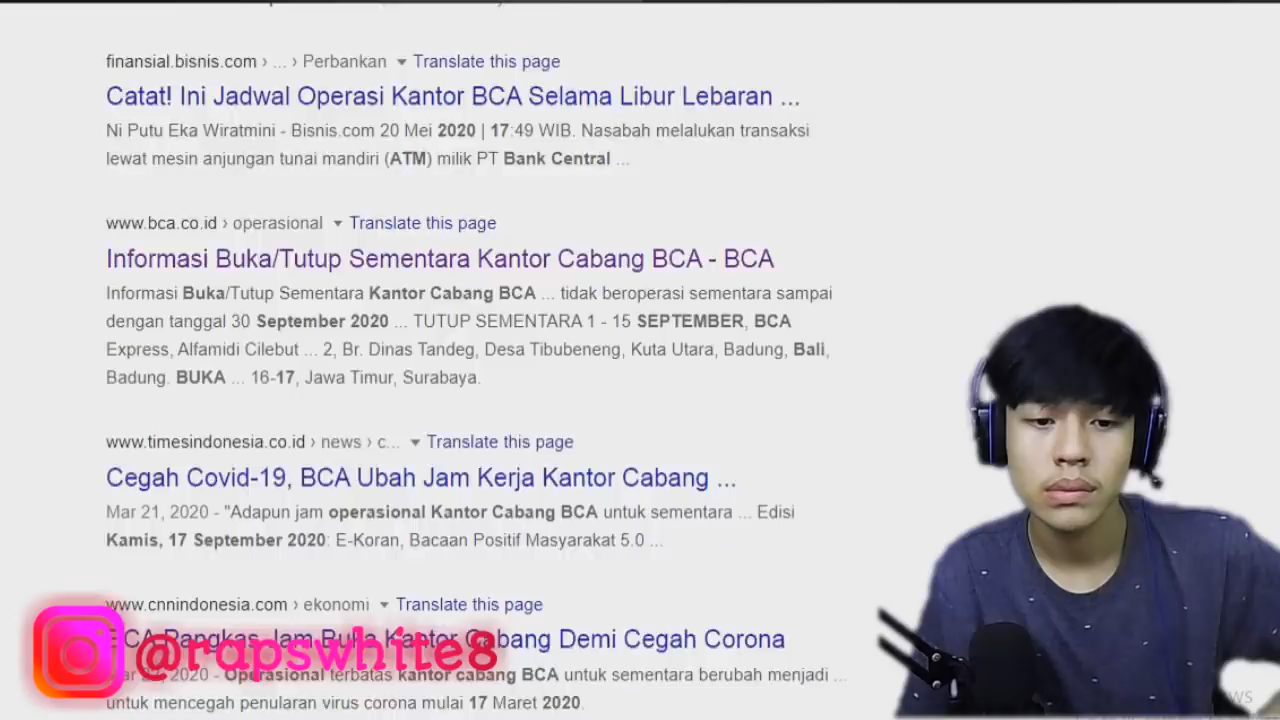 finansial.bisnis.com › ... › Perbankan ▾ Translate this page
Catat! Ini Jadwal Operasi Kantor BCA Selama Libur Lebaran ...
Ni Putu Eka Wiratmini - Bisnis.com 20 Mei 2020 | 17:49 WIB. Nasabah melalukan transaksi
lewat mesin anjungan tunai mandiri (ATM) milik PT Bank Central ...
www.bca.co.id › operasional ▾ Translate this page
Informasi Buka/Tutup Sementara Kantor Cabang BCA - BCA
Informasi Buka/Tutup Sementara Kantor Cabang BCA ... tidak beroperasi sementara sampai
dengan tanggal 30 September 2020 ... TUTUP SEMENTARA 1 - 15 SEPTEMBER, BCA
Express, Alfamidi Cilebut ... 2, Br. Dinas Tandeg, Desa Tibubeneng, Kuta Utara, Badung, Bali,
Badung. BUKA ... 16-17, Jawa Timur, Surabaya.
www.timesindonesia.co.id › news › c... ▾ Translate this page
Cegah Covid-19, BCA Ubah Jam Kerja Kantor Cabang ...
Mar 21, 2020 - "Adapun jam operasional Kantor Cabang BCA untuk sementara ... Edisi
Kamis, 17 September 2020: E-Koran, Bacaan Positif Masyarakat 5.0 ...
www.cnnindonesia.com › ekonomi ▾ Translate this page
BCA Pangkas Jam Buka Kantor Cabang Demi Cegah Corona
@rapswhite8
2020 - Operasional terbatas kantor cabang BCA untuk sementara berubah menjadi ...
untuk mencegah penularan virus corona mulai 17 Maret 2020.